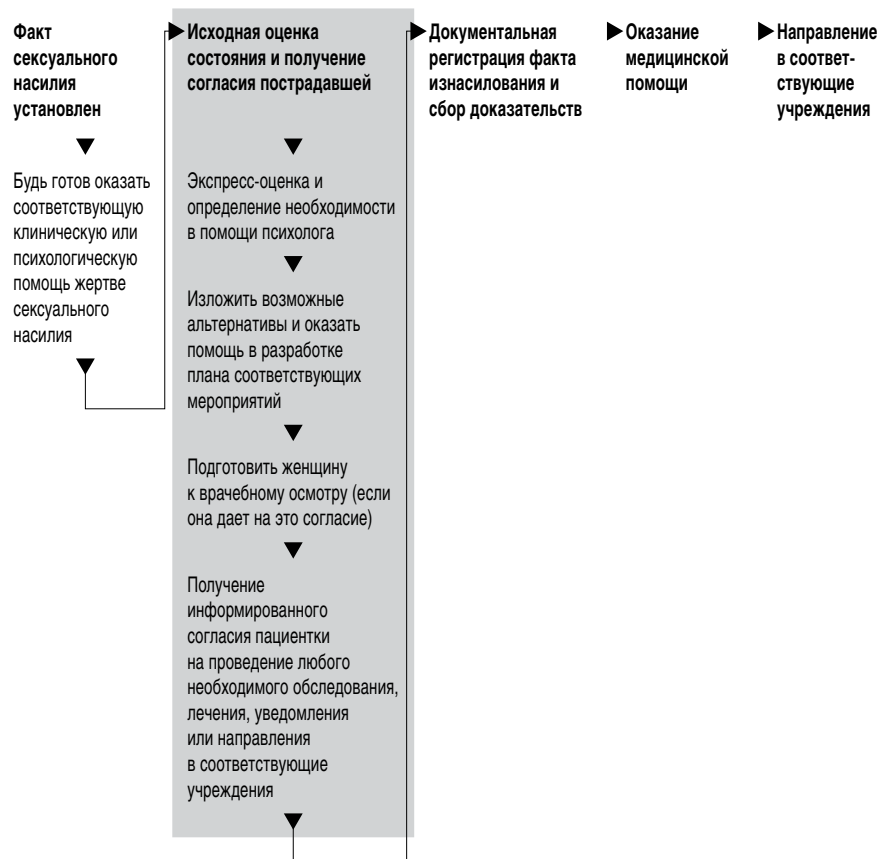 Факт
сексуального
насилия
установлен
Будь готов оказать
соответствующую
клиническую или
психологическую
помощь жертве
сексуального
насилия
Исходная оценка
состояния и получение
согласия пострадавшей
Экспресс-оценка и
определение необходимости
в помощи психолога
Изложить возможные
альтернативы и оказать
помощь в разработке
плана соответствующих
мероприятий
Подготовить женщину
к врачебному осмотру (если
она дает на это согласие)
Получение
информированного
согласия пациентки
на проведение любого
необходимого обследования,
лечения, уведомления
или направления
в соответствующие
учреждения
Документальная
регистрация факта
изнасилования и
сбор доказательств
Оказание
медицинской
помощи
Направление
в соответ-
ствующие
учреждения